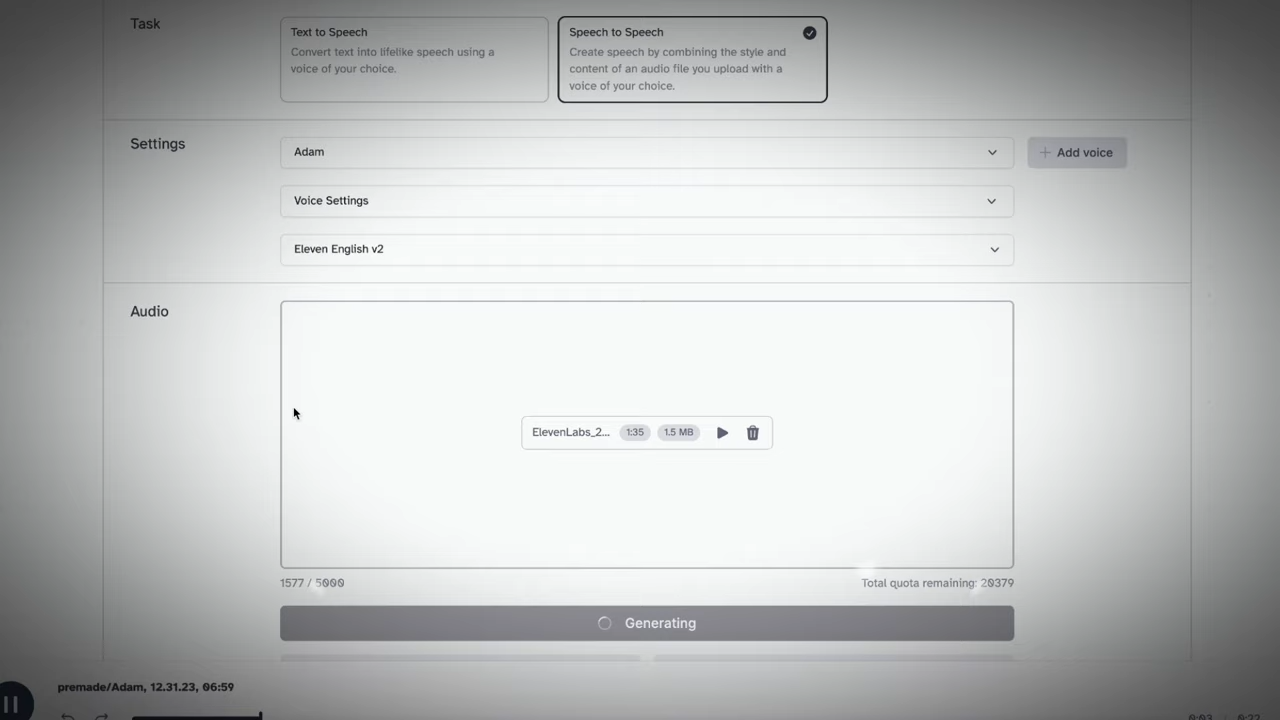 Task
Text to Speech
Convert text into lifelike speech using a
voice of your choice.
Speech to Speech
Create speech by combining the style and
content of an audio file you upload with a
voice of your choice.
Settings
Adam
Add voice
Voice Settings
Eleven English v2
Audio
ElevenLabs_2...
1:35
1.5 MB
1577 / 5000
Total quota remaining: 20379
Generating
premade/Adam, 12.31.23, 06:59